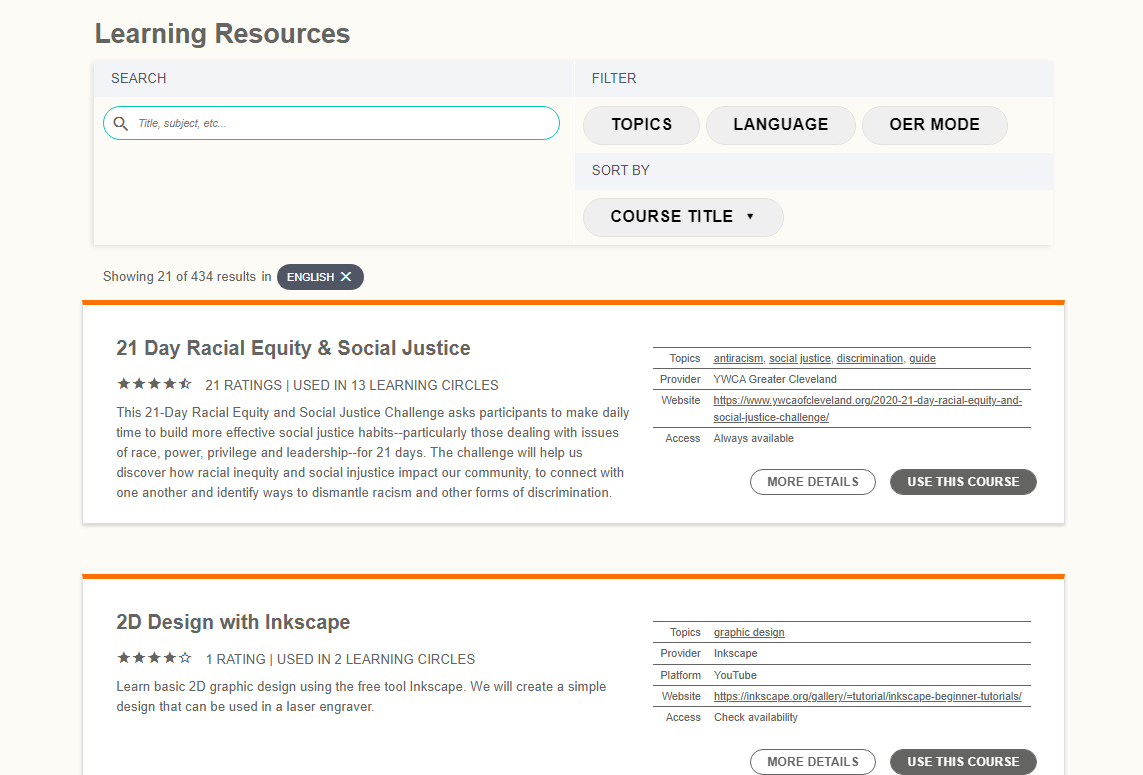 Learning Resources
SEARCH
Title, subject, etc...
FILTER
TOPICS
LANGUAGE
OER MODE
SORT BY
COURSE TITLE ▼
Showing 21 of 434 results in
ENGLISH ✕
21 Day Racial Equity & Social Justice
21 RATINGS | USED IN 13 LEARNING CIRCLES
This 21-Day Racial Equity and Social Justice Challenge asks participants to make daily
time to build more effective social justice habits--particularly those dealing with issues
of race, power, privilege and leadership--for 21 days. The challenge will help us
discover how racial inequity and social injustice impact our community, to connect with
one another and identify ways to dismantle racism and other forms of discrimination.
Topics antiracism, social justice, discrimination, guide
Provider YWCA Greater Cleveland
Website https://www.ywcaofcleveland.org/2020-21-day-racial-equity-and-
social-justice-challenge/
Access Always available
MORE DETAILS
USE THIS COURSE
2D Design with Inkscape
1 RATING | USED IN 2 LEARNING CIRCLES
Learn basic 2D graphic design using the free tool Inkscape. We will create a simple
design that can be used in a laser engraver.
Topics graphic design
Provider Inkscape
Platform YouTube
Website https://inkscape.org/gallery/=tutorial/inkscape-beginner-tutorials/
Access Check availability
MORE DETAILS
USE THIS COURSE